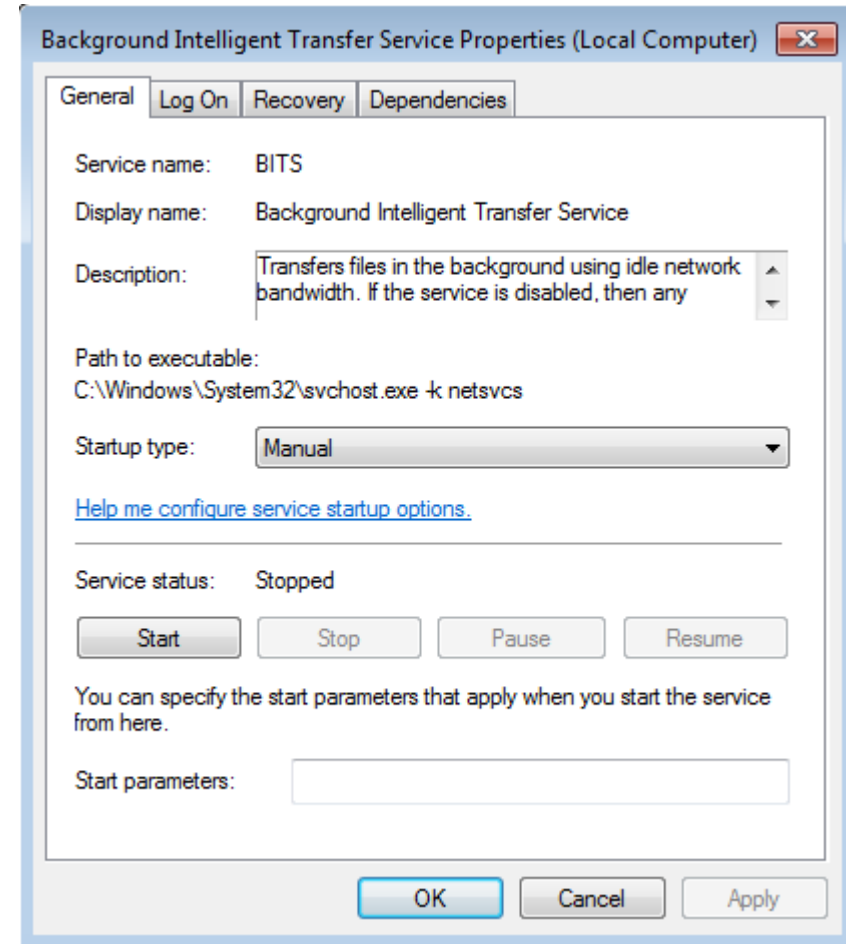 Background Intelligent Transfer Service Properties (Local Computer)
General Log On Recovery Dependencies
Service name: BITS
Display name: Background Intelligent Transfer Service
Description: Transfers files in the background using idle network
bandwidth. If the service is disabled, then any
Path to executable:
C:\Windows\System32\svchost.exe -k netsvcs
Startup type: Manual
Help me configure service startup options.
Service status: Stopped
Start Stop Pause Resume
You can specify the start parameters that apply when you start the service
from here.
Start parameters:
OK Cancel Apply